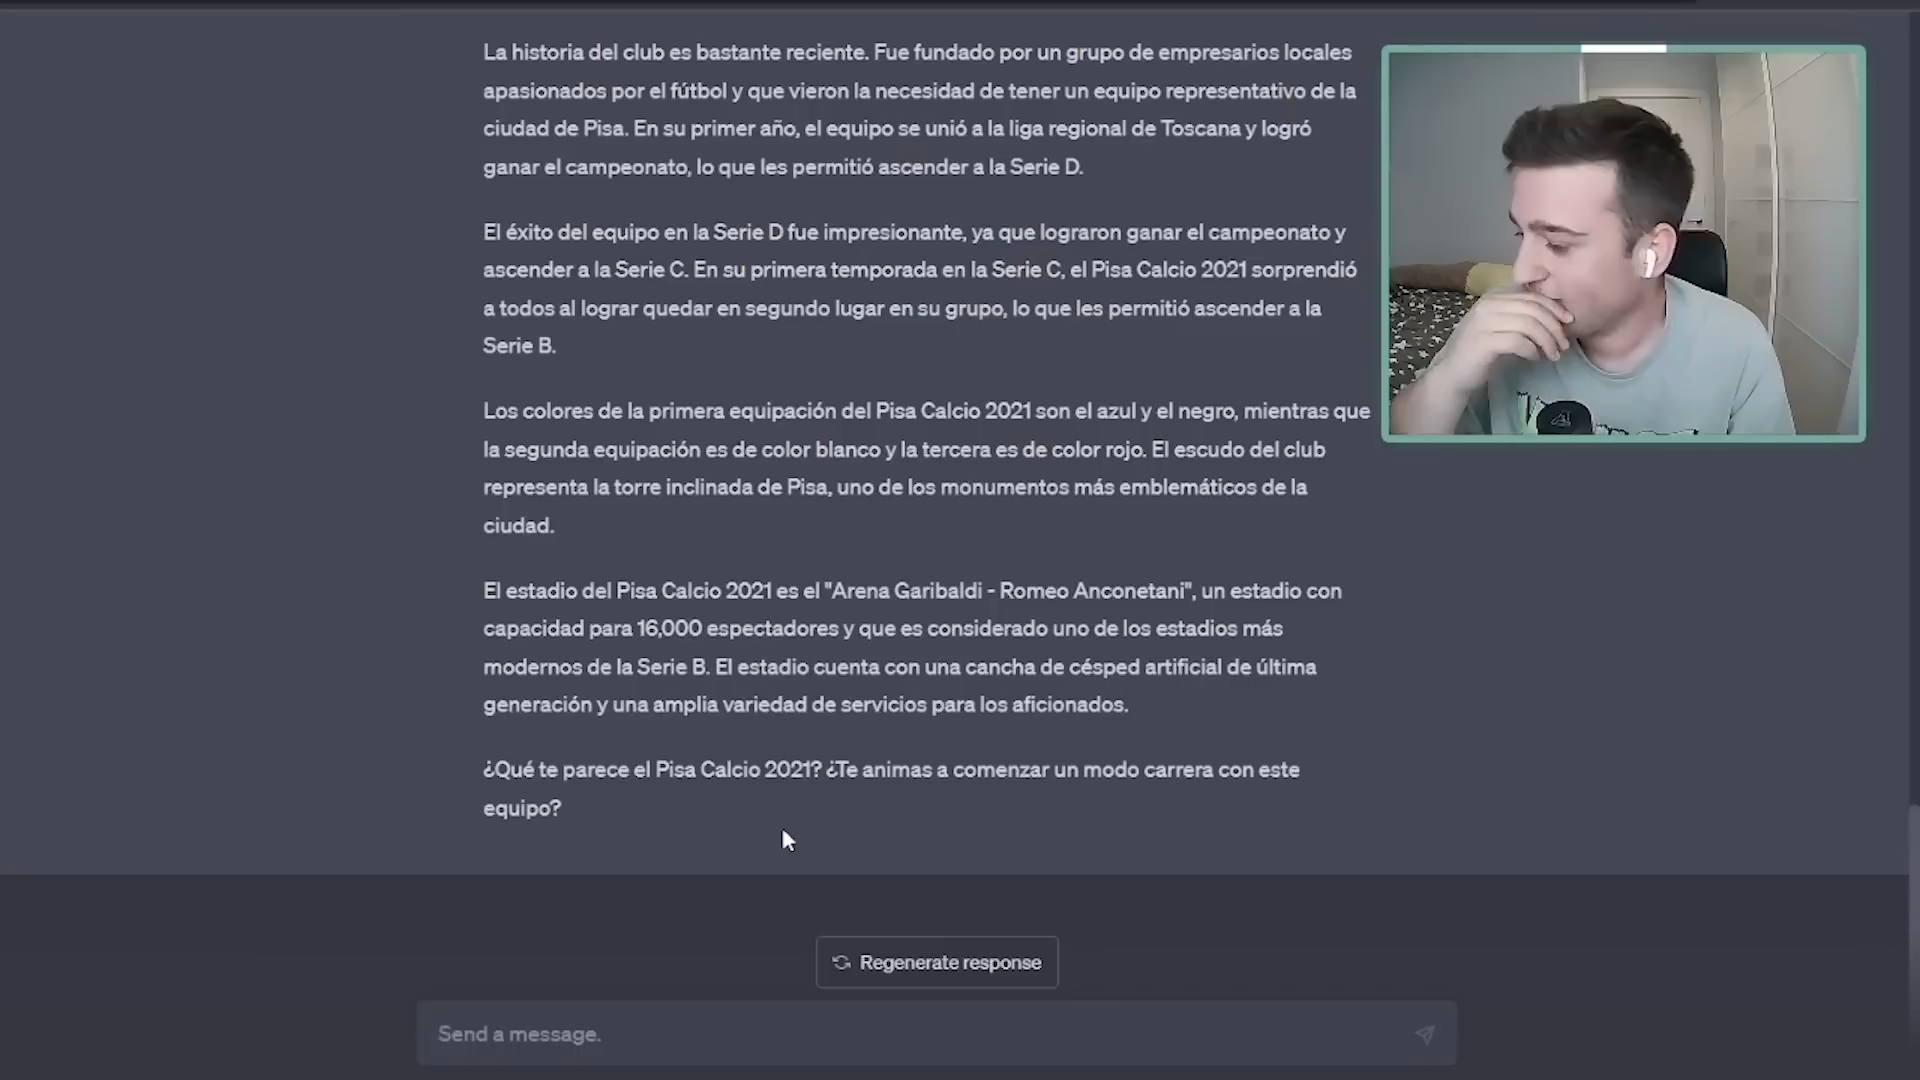 La historia del club es bastante reciente. Fue fundado por un grupo de empresarios locales
apasionados por el fútbol y que vieron la necesidad de tener un equipo representativo de la
ciudad de Pisa. En su primer año, el equipo se unió a la liga regional de Toscana y logró
ganar el campeonato, lo que les permitió ascender a la Serie D.
El éxito del equipo en la Serie D fue impresionante, ya que lograron ganar el campeonato y
ascender a la Serie C. En su primera temporada en la Serie C, el Pisa Calcio 2021 sorprendió
a todos al lograr quedar en segundo lugar en su grupo, lo que les permitió ascender a la
Serie B.
Los colores de la primera equipación del Pisa Calcio 2021 son el azul y el negro, mientras que
la segunda equipación es de color blanco y la tercera es de color rojo. El escudo del club
representa la torre inclinada de Pisa, uno de los monumentos más emblemáticos de la
ciudad.
El estadio del Pisa Calcio 2021 es el "Arena Garibaldi - Romeo Anconetani", un estadio con
capacidad para 16,000 espectadores y que es considerado uno de los estadios más
modernos de la Serie B. El estadio cuenta con una cancha de césped artificial de última
generación y una amplia variedad de servicios para los aficionados.
¿Qué te parece el Pisa Calcio 2021? ¿Te animas a comenzar un modo carrera con este
equipo?
Regenerate response
Send a message.